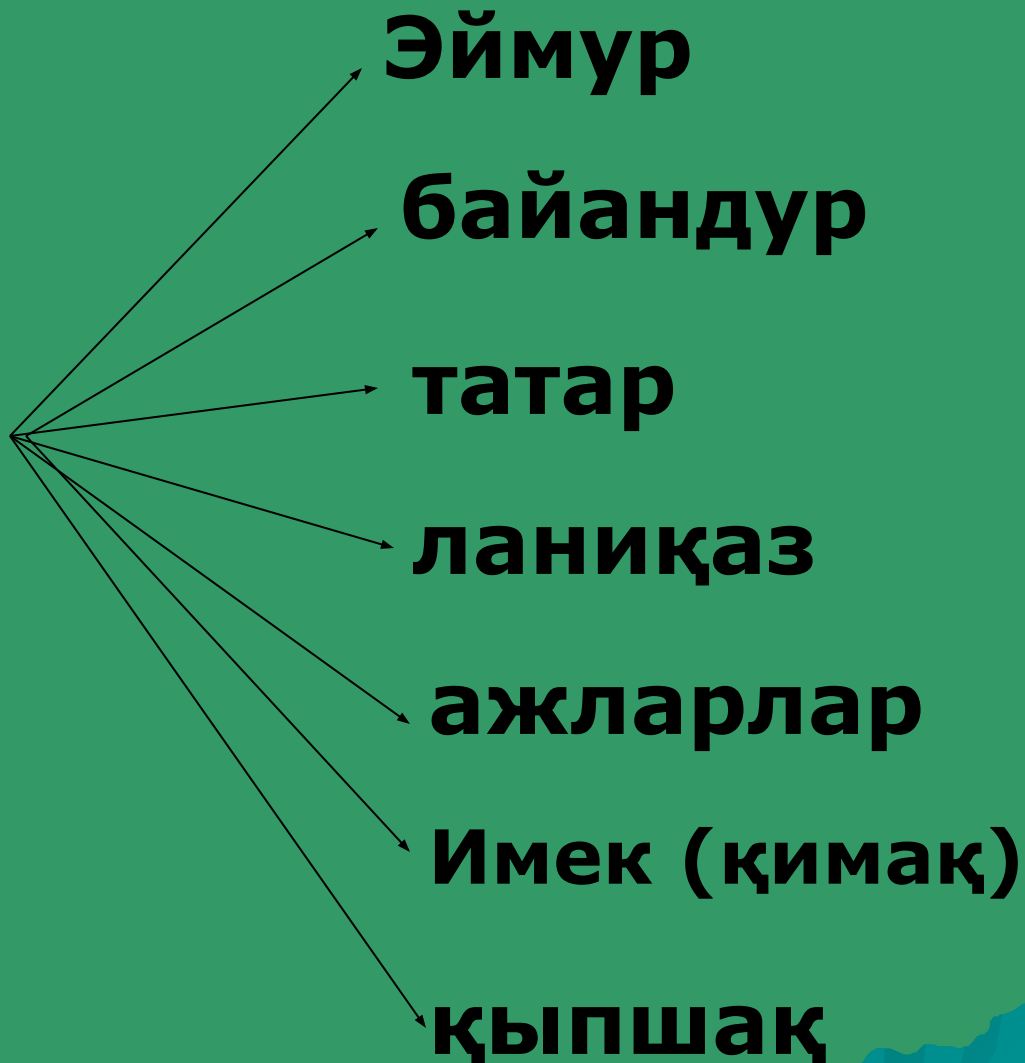 Эймур
байандур
татар
ланиқаз
ажларлар
Имек (қимақ)
қыпшақ